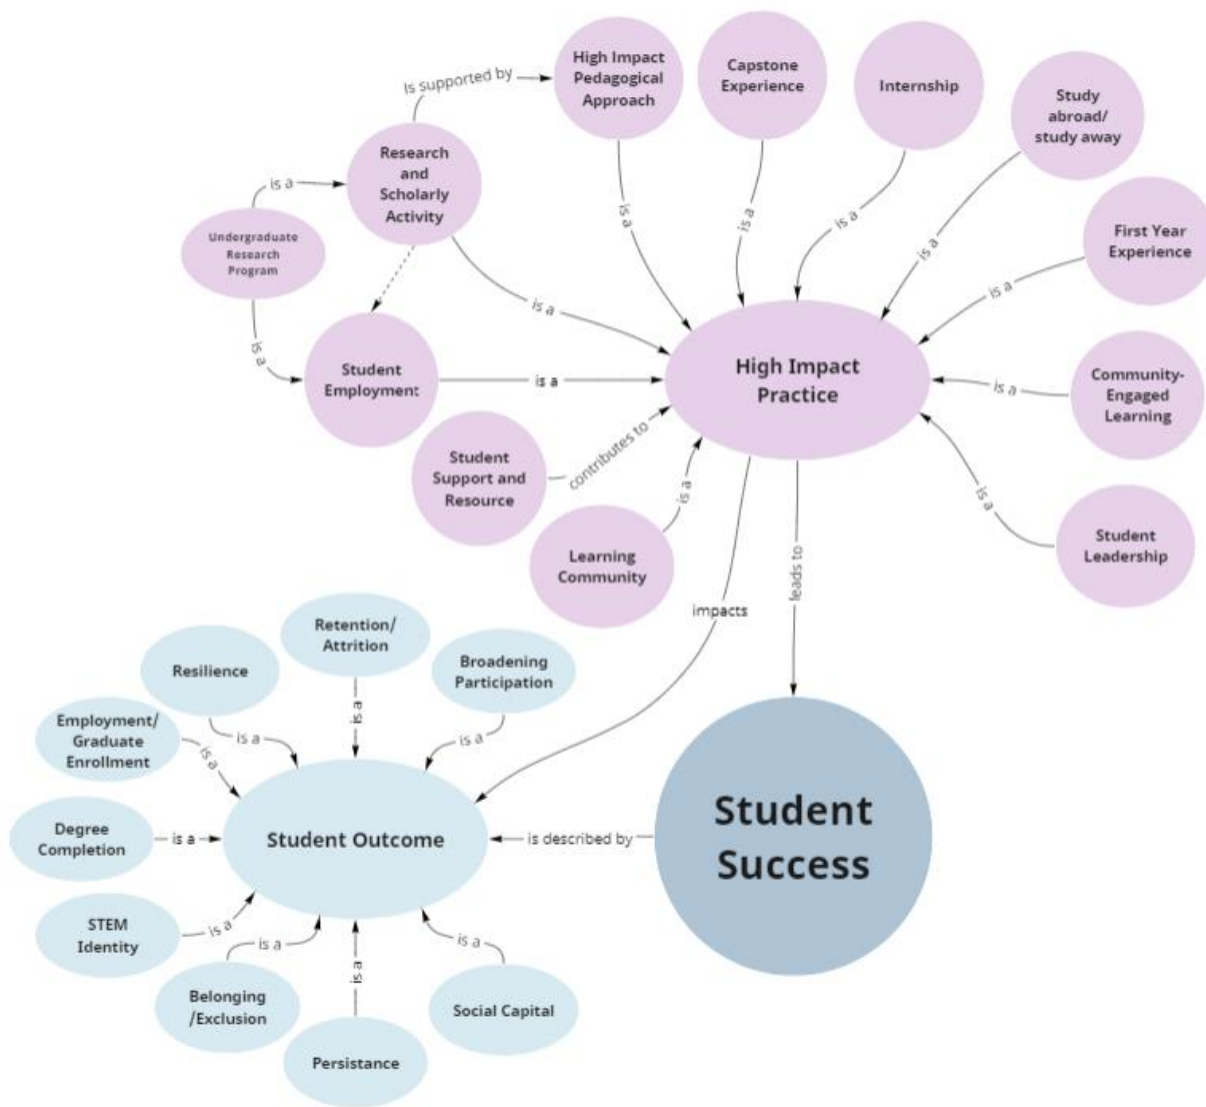 High Impact
Pedagogical
Approach
Capstone
Experience
Internship
Study
abroad/
study away
Is supported by
Research
and
Scholarly
Activity
is a
Undergraduate
Research
Program
is a
is a
is a
is a
is a
First Year
Experience
is a
is a
is a
Student
Employment
is a
High Impact
Practice
is a
Community-
Engaged
Learning
Student
Support and
Resource
contributes to
is a
is a
Learning
Community
Student
Leadership
leads to
impacts
Retention/
Attrition
Resilience
Broadening
Participation
Employment/
Graduate
Enrollment
is a
is a
is a
is a
Student Outcome
is described by
Student
Success
Degree
Completion
is a
STEM
Identity
is a
is a
is a
is a
Belonging
/Exclusion
Social Capital
Persistance